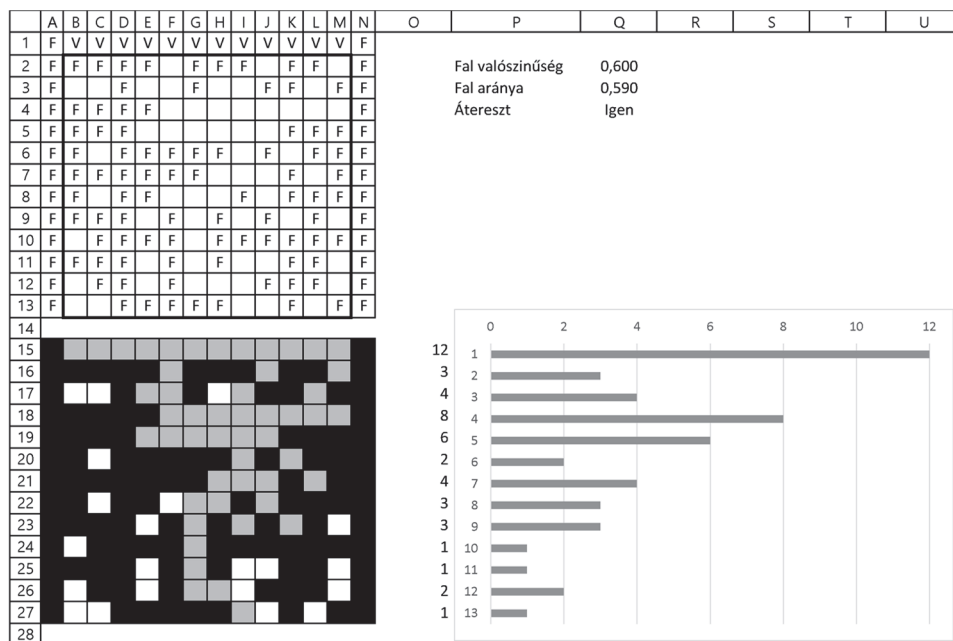 A B C D E F G H I J K L M N O P Q R S T U
1 F V V V V V V V V V V V V F
2 F F F F F F F F F F F
Fal valószinűség 0,600
3 F F F F F F F
Fal aránya 0,590
4 F F F F F F
Átereszt Igen
5 F F F F F F F F
6 F F F F F F F F F F F
7 F F F F F F F F F F
8 F F F F F F F F F
9 F F F F F F F F F
10 F F F F F F F F F F F F
11 F F F F F F F F F
12 F F F F F F F F
13 F F F F F F F F F
14
0 2 4 6 8 10 12
15 12 1
16 3 2
17 4 3
18 8 4
19 6 5
20 2 6
21 4 7
22 3 8
23 3 9
24 1 10
25 1 11
26 2 12
27 1 13
28